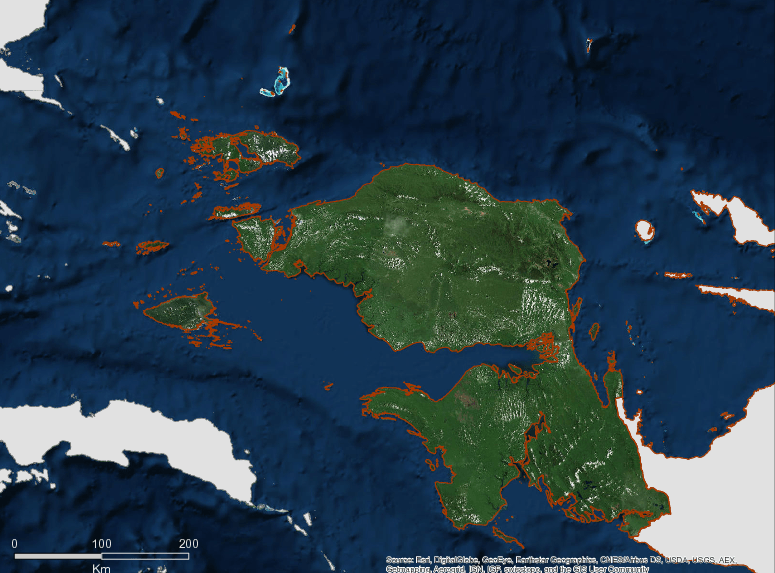 0 100 200
Km
Source: Esri, DigitalGlobe, GeoEye, Earthstar Geographics, CNES/Airbus DS, USDA, USGS, AEX,
Getmapping, Aerogrid, IGN, IGP, swisstopo, and the GIS User Community